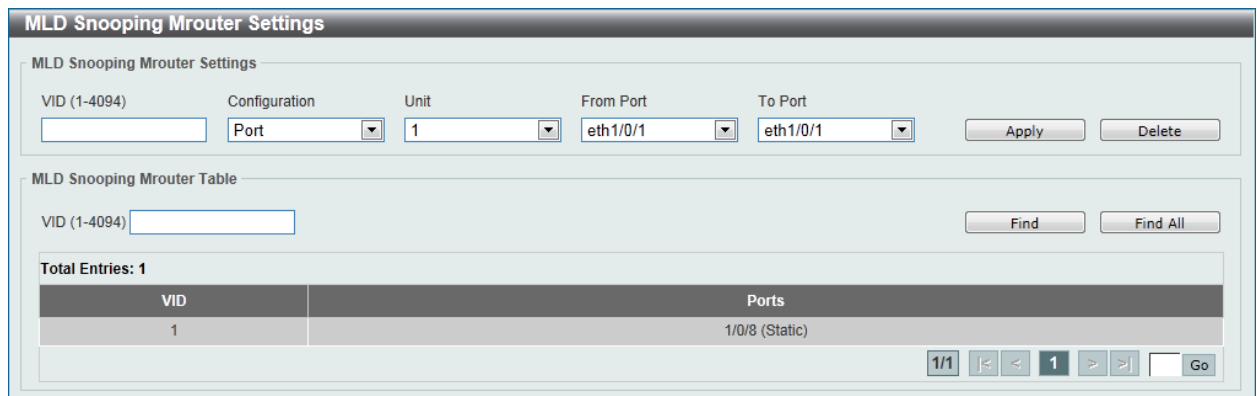 MLD Snooping Mrouter Settings
MLD Snooping Mrouter Settings
VID (1-4094) Configuration Unit From Port To Port
Port 1 eth1/0/1 eth1/0/1 Apply Delete
MLD Snooping Mrouter Table
VID (1-4094) Find Find All
Total Entries: 1
VID Ports
1 1/0/8 (Static)
1/1 |< < 1 > >| Go